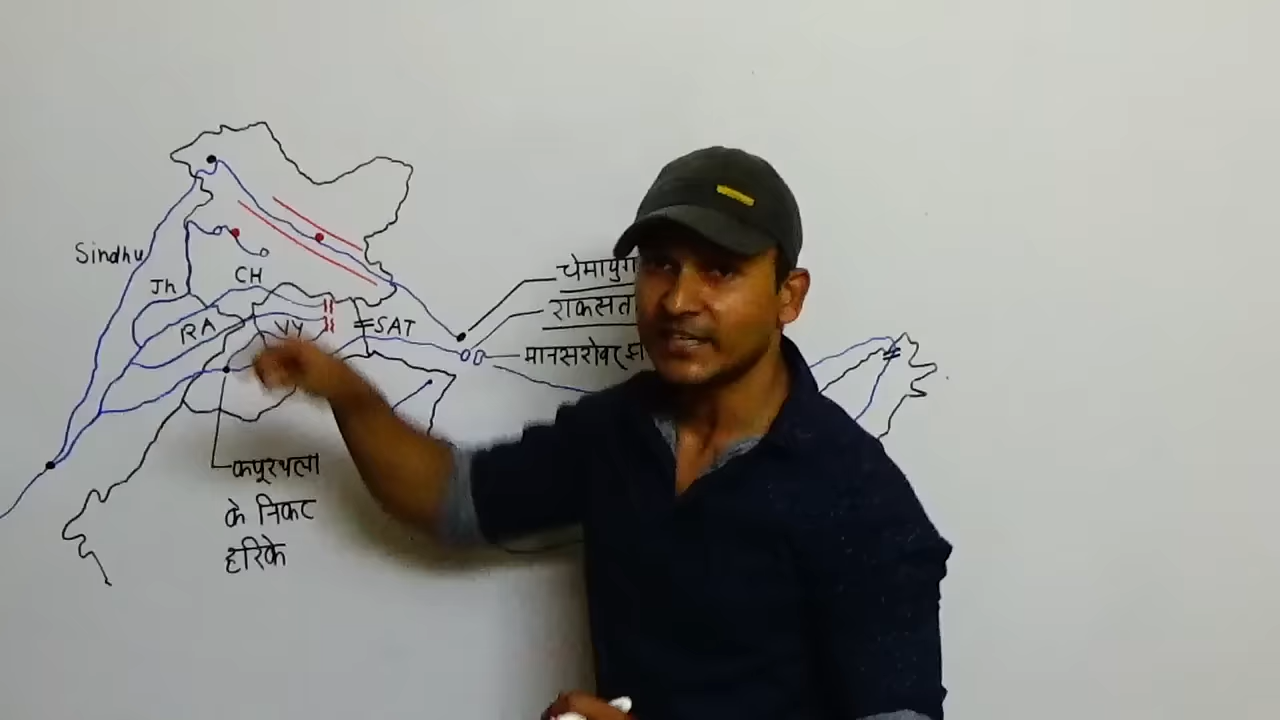 Sindhu
Jh
CH
RA
VY
SAT
चेमायुंग
राकसता
मानसरोवर
कपूरथला
के निकट
हरिके